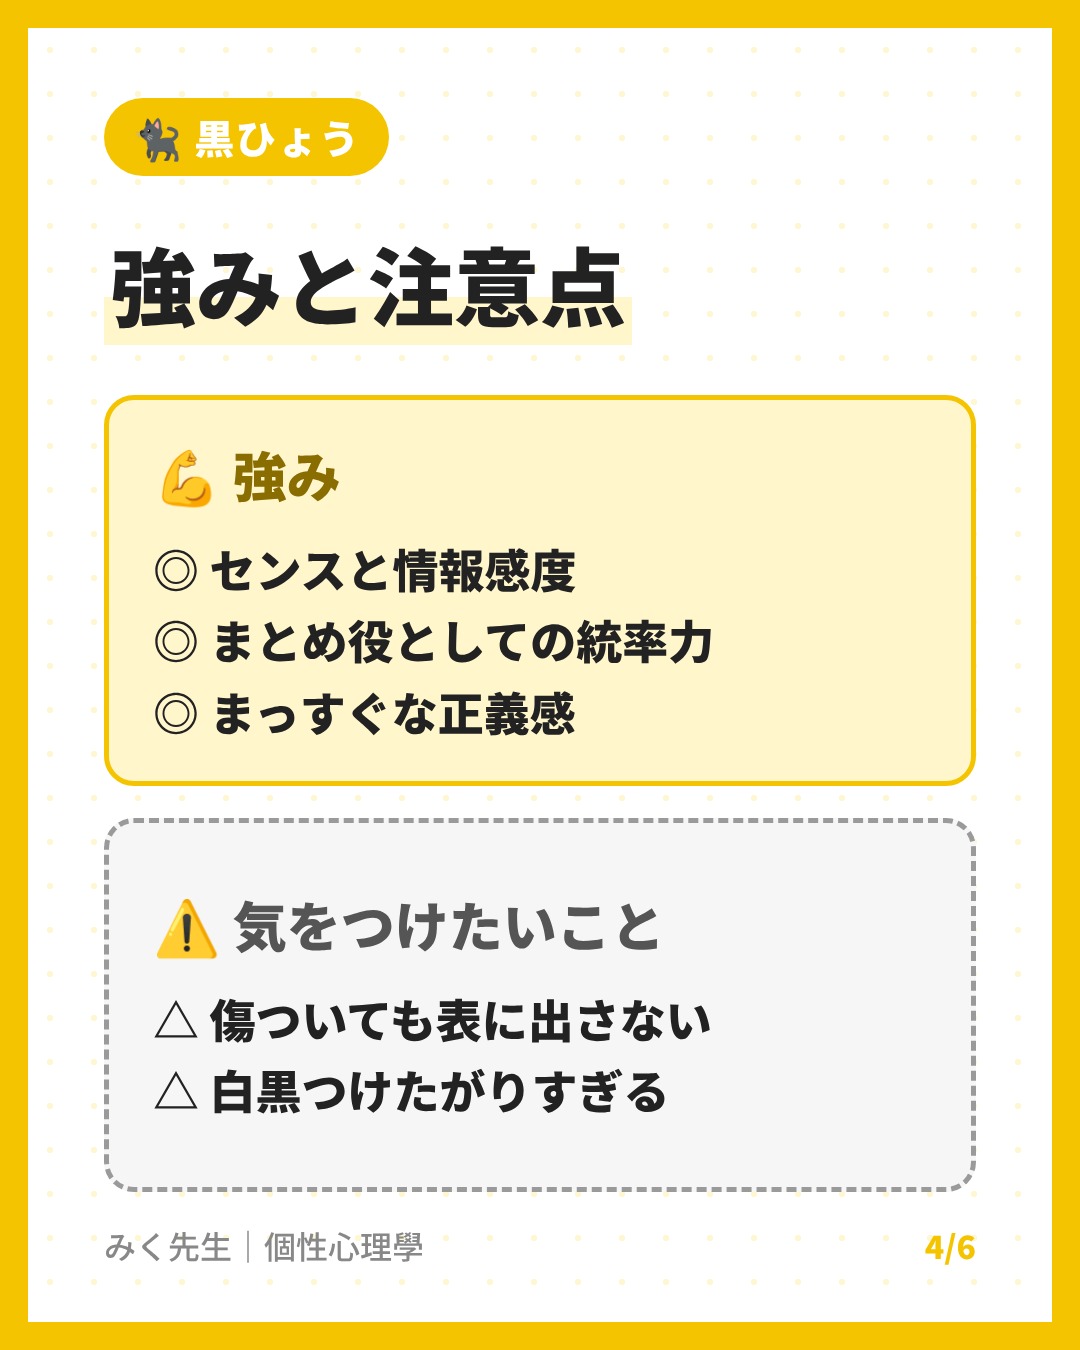 🐈‍⬛ 黒ひょう
強みと注意点
💪 強み
◎ センスと情報感度
◎ まとめ役としての統率力
◎ まっすぐな正義感
⚠️ 気をつけたいこと
△ 傷ついても表に出さない
△ 白黒つけたがりすぎる
みく先生｜個性心理學
4/6